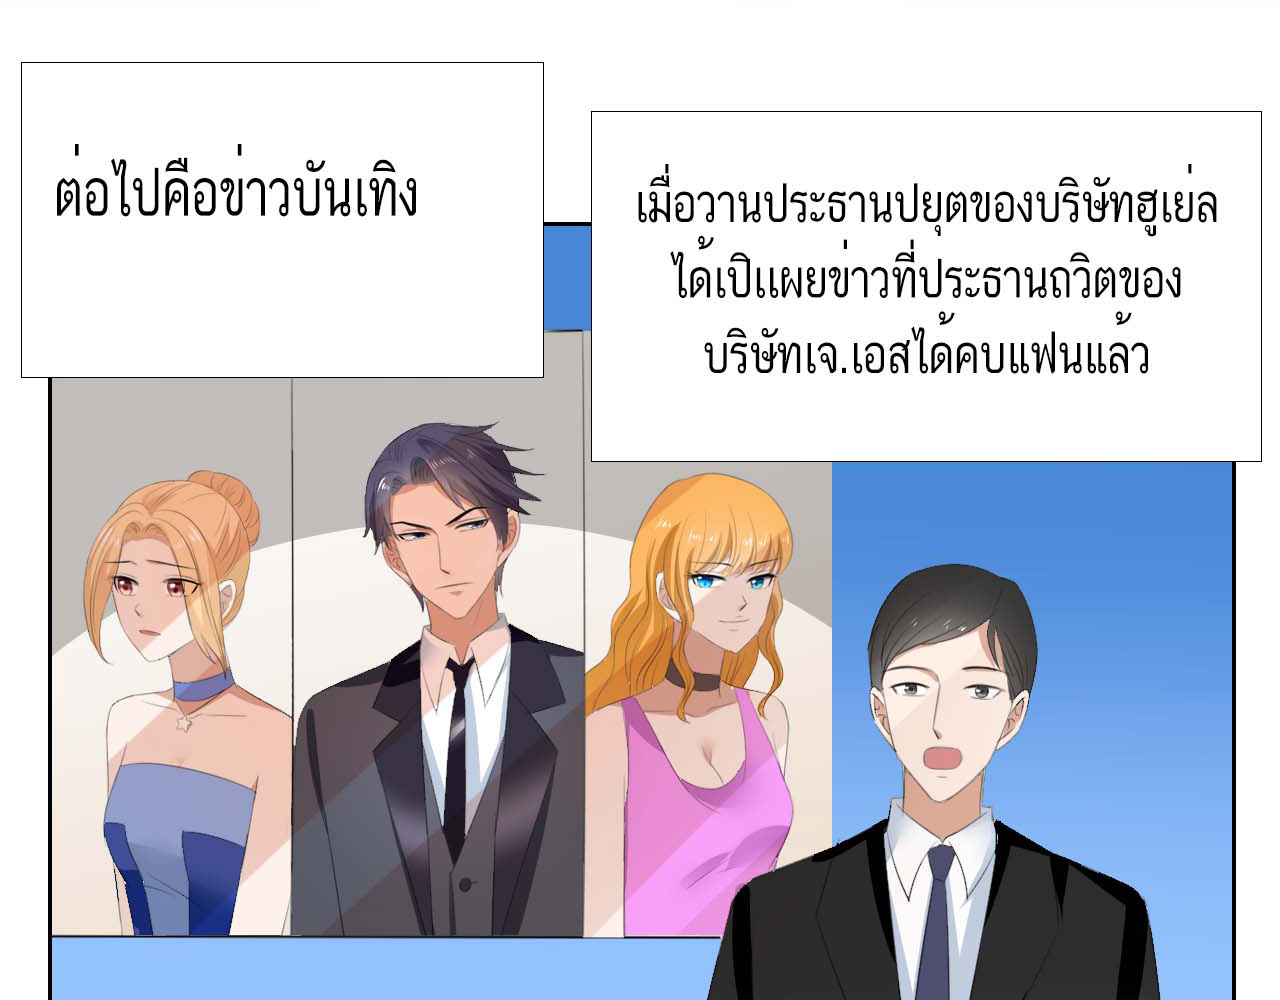 ต่อไปคือข่าวบันเทิง
เมื่อวานประธานปยุตของบริษัทฮูเย่ล
ได้เปิแผยข่าวที่ประธานถวิตของ
บริษัทเจ.เอสได้คบแฟนแล้ว